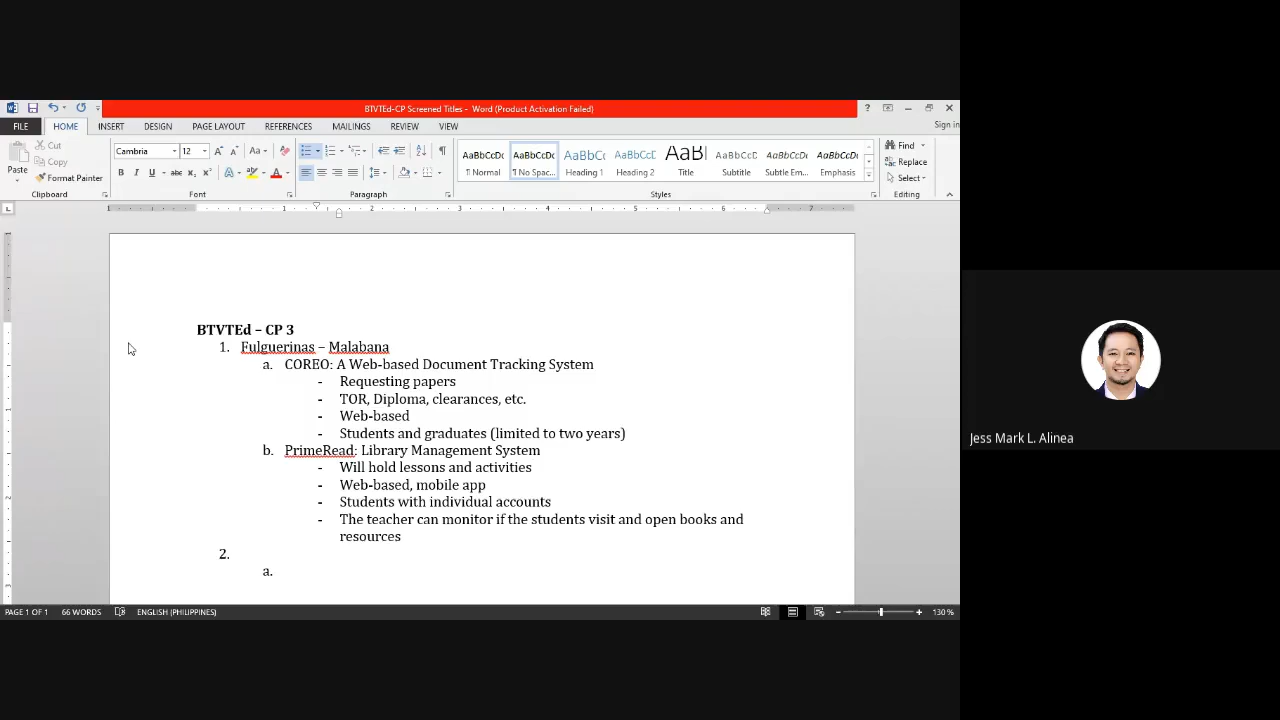 BTVTEd-CP Screened Titles - Word (Product Activation Failed)
FILE HOME INSERT DESIGN PAGE LAYOUT REFERENCES MAILINGS REVIEW VIEW Sign in
Cut
Copy
Format Painter
Paste
Clipboard
Cambria 12
Font
Paragraph
AaBbCcDc AaBbCcDc AaBbCc AaBbCcD AaB AaBbCcD AaBbCcDc AaBbCcDc
¶ Normal ¶ No Spac... Heading 1 Heading 2 Title Subtitle Subtle Em... Emphasis
Styles
Find
Replace
Select
Editing
BTVTEd – CP 3
1. Fulguerinas – Malabana
a. COREO: A Web-based Document Tracking System
- Requesting papers
- TOR, Diploma, clearances, etc.
- Web-based
- Students and graduates (limited to two years)
b. PrimeRead: Library Management System
- Will hold lessons and activities
- Web-based, mobile app
- Students with individual accounts
- The teacher can monitor if the students visit and open books and
resources
2.
a.
PAGE 1 OF 1 66 WORDS ENGLISH (PHILIPPINES) 130%
Jess Mark L. Alinea